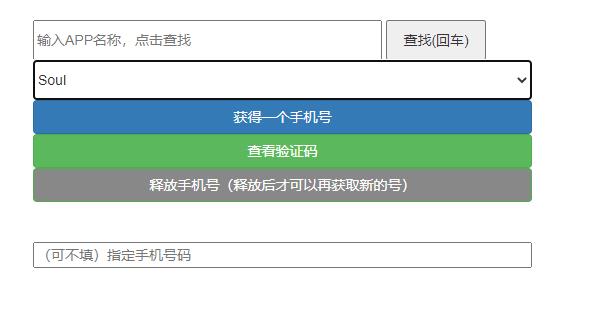 输入APP名称，点击查找 查找(回车)
Soul
获得一个手机号
查看验证码
释放手机号（释放后才可以再获取新的号）
（可不填）指定手机号码